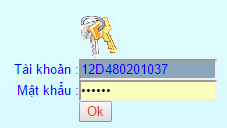 Tài khoản : 12D480201037
Mật khẩu : ••••••
Ok